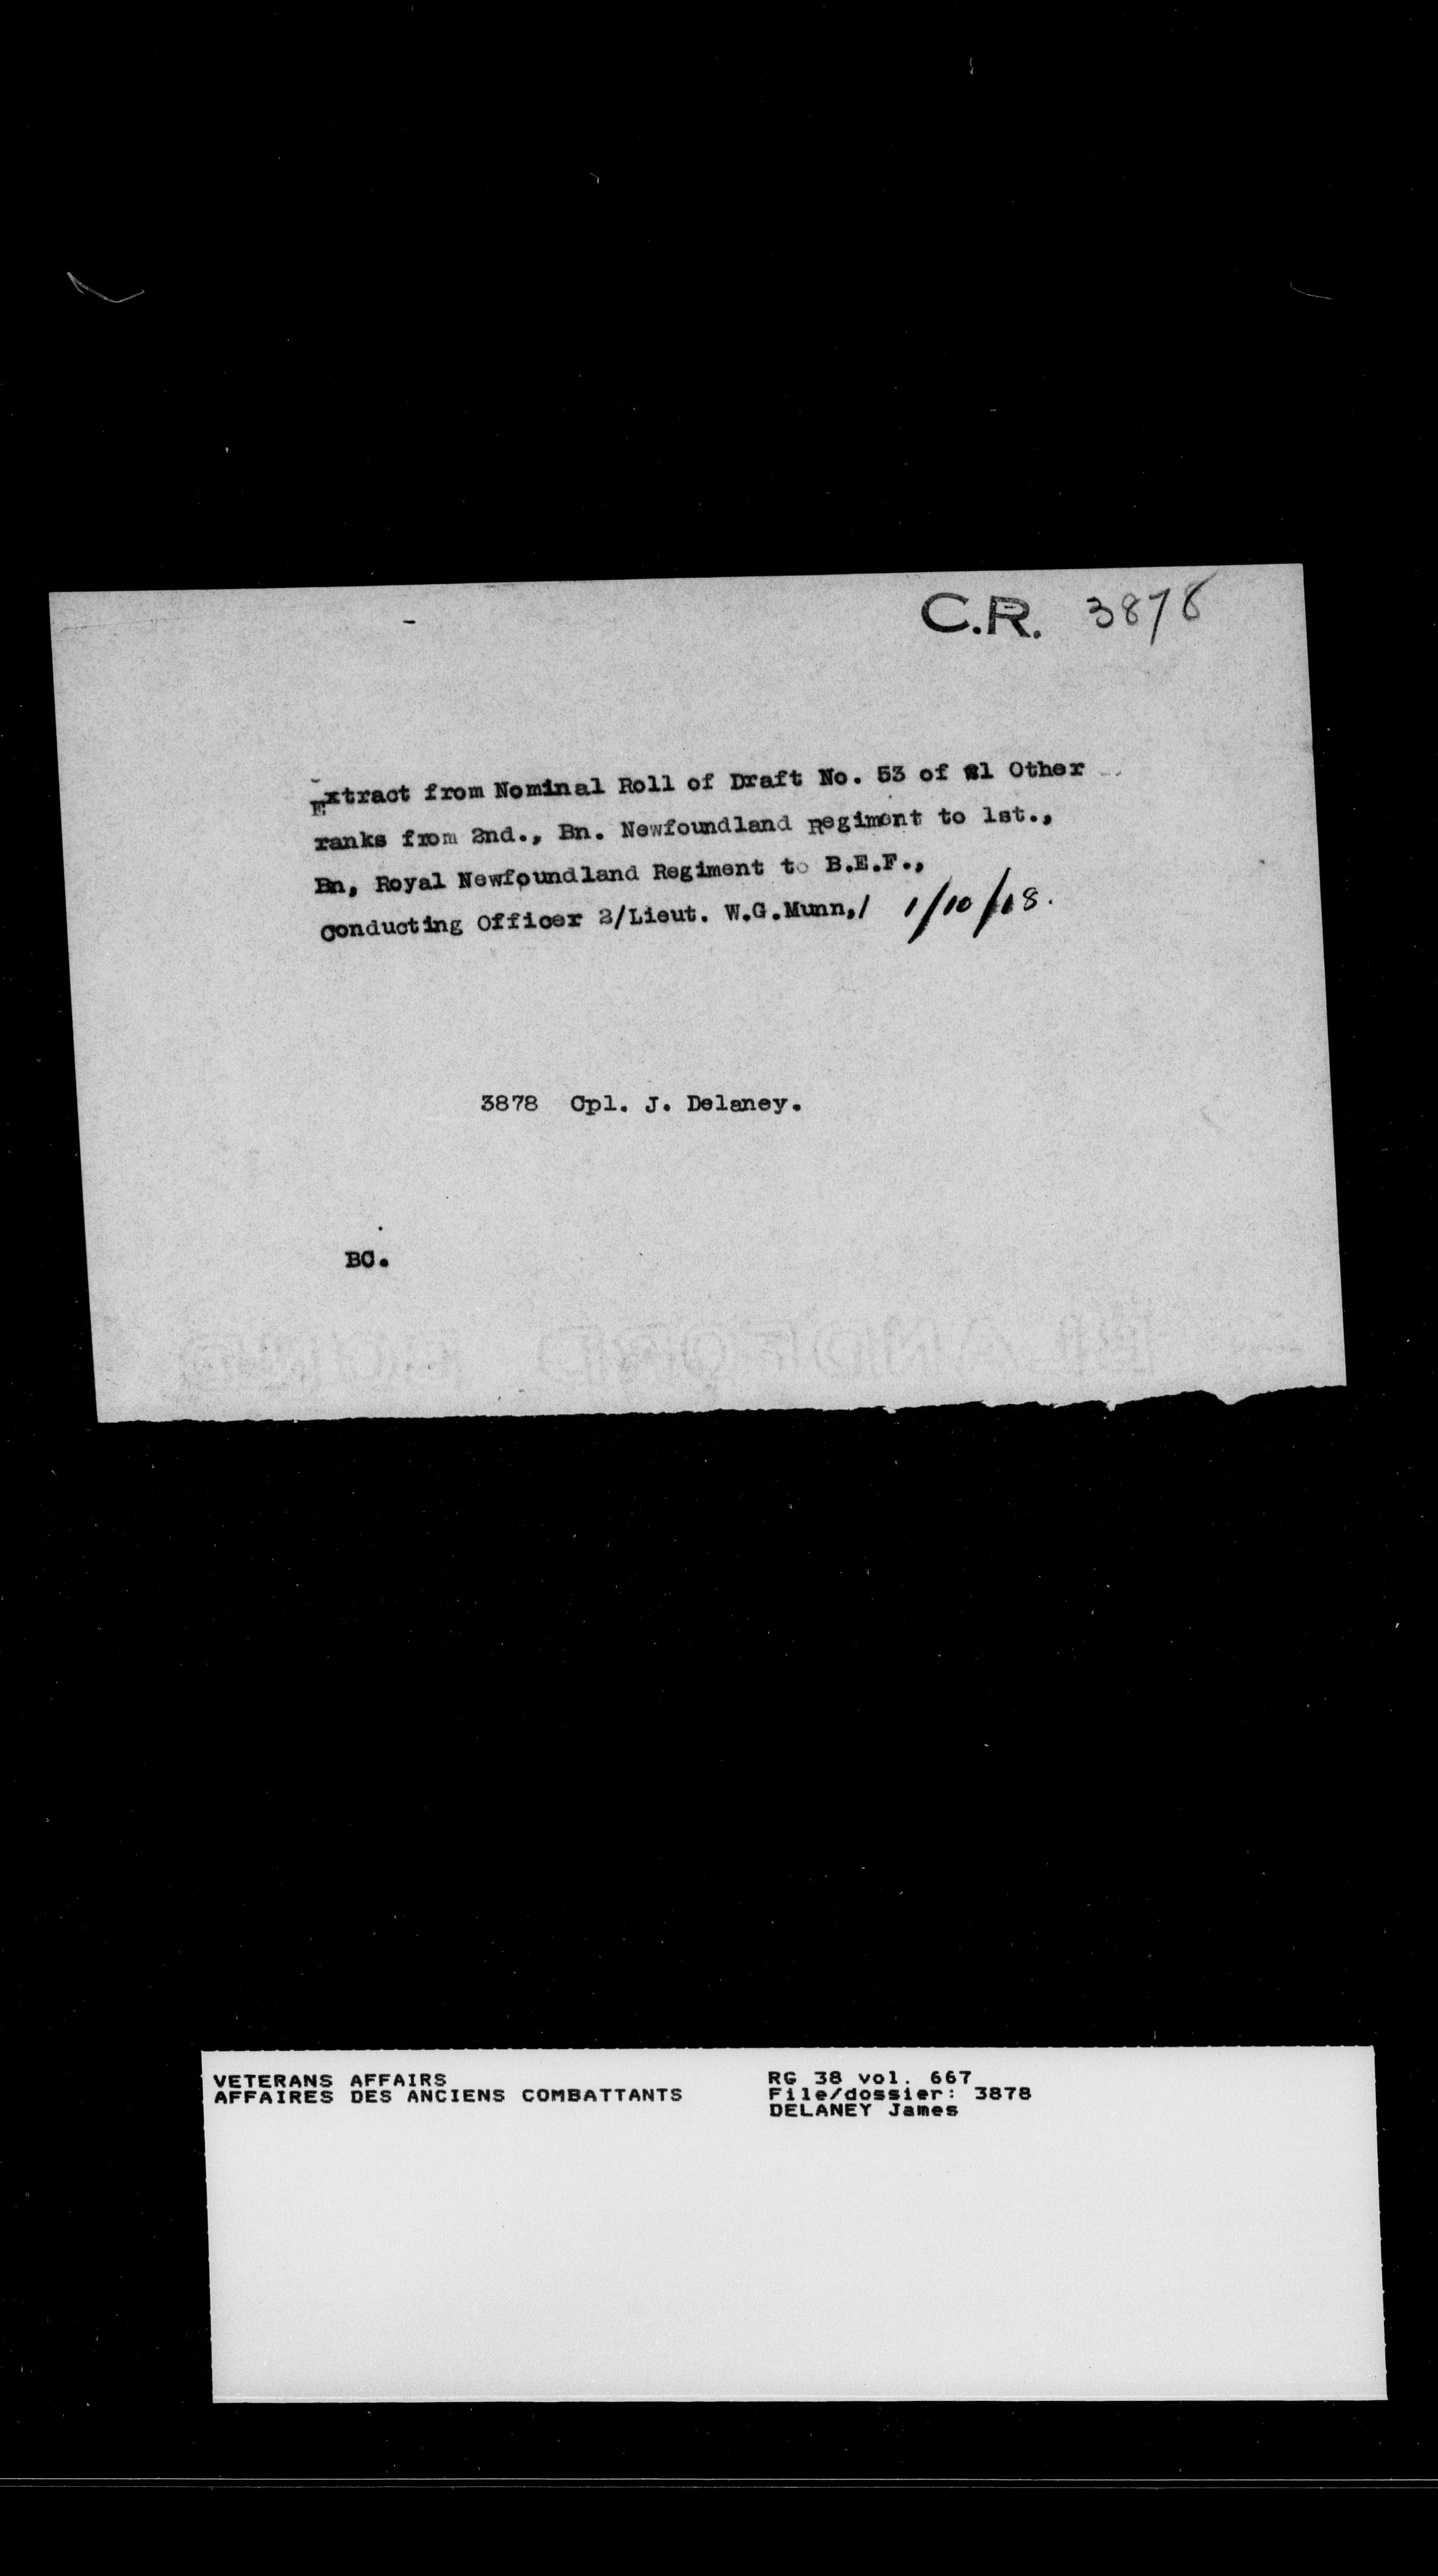 C.R. 3878
Extract from Nominal Roll of Draft No. 53 of 21 Other
ranks from 2nd., Bn. Newfoundland Regiment to 1st.,
Bn, Royal Newfoundland Regiment to B.E.F.,
Conducting Officer 2/Lieut. W.G.Munn,/ 1/10/18.
3878 Cpl. J. Delaney.
BC.
VETERANS AFFAIRS
AFFAIRES DES ANCIENS COMBATTANTS
RG 38 vol. 667
File/dossier: 3878
DELANEY James